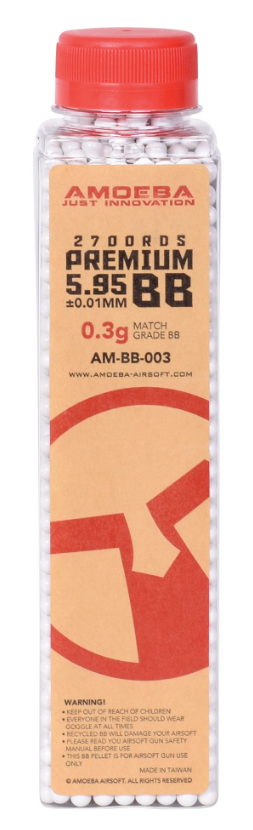 AMOEBA
JUST INNOVATION
2700RDS
PREMIUM
5.95 BB
±0.01MM
0.3g MATCH
GRADE BB
AM-BB-003
WWW.AMOEBA-AIRSOFT.COM
WARNING!
• KEEP OUT OF REACH OF CHILDREN
• EVERYONE IN THE FIELD SHOULD WEAR
GOGGLE AT ALL TIMES
• RECYCLED BB WILL DAMAGE YOUR AIRSOFT
• PLEASE READ YOU AIRSOFT GUN SAFETY
MANUAL BEFORE USE
• THIS BB PELLET IS FOR AIRSOFT GUN USE
ONLY
MADE IN TAIWAN
© AMOEBA AIRSOFT. ALL RIGHTS RESERVED